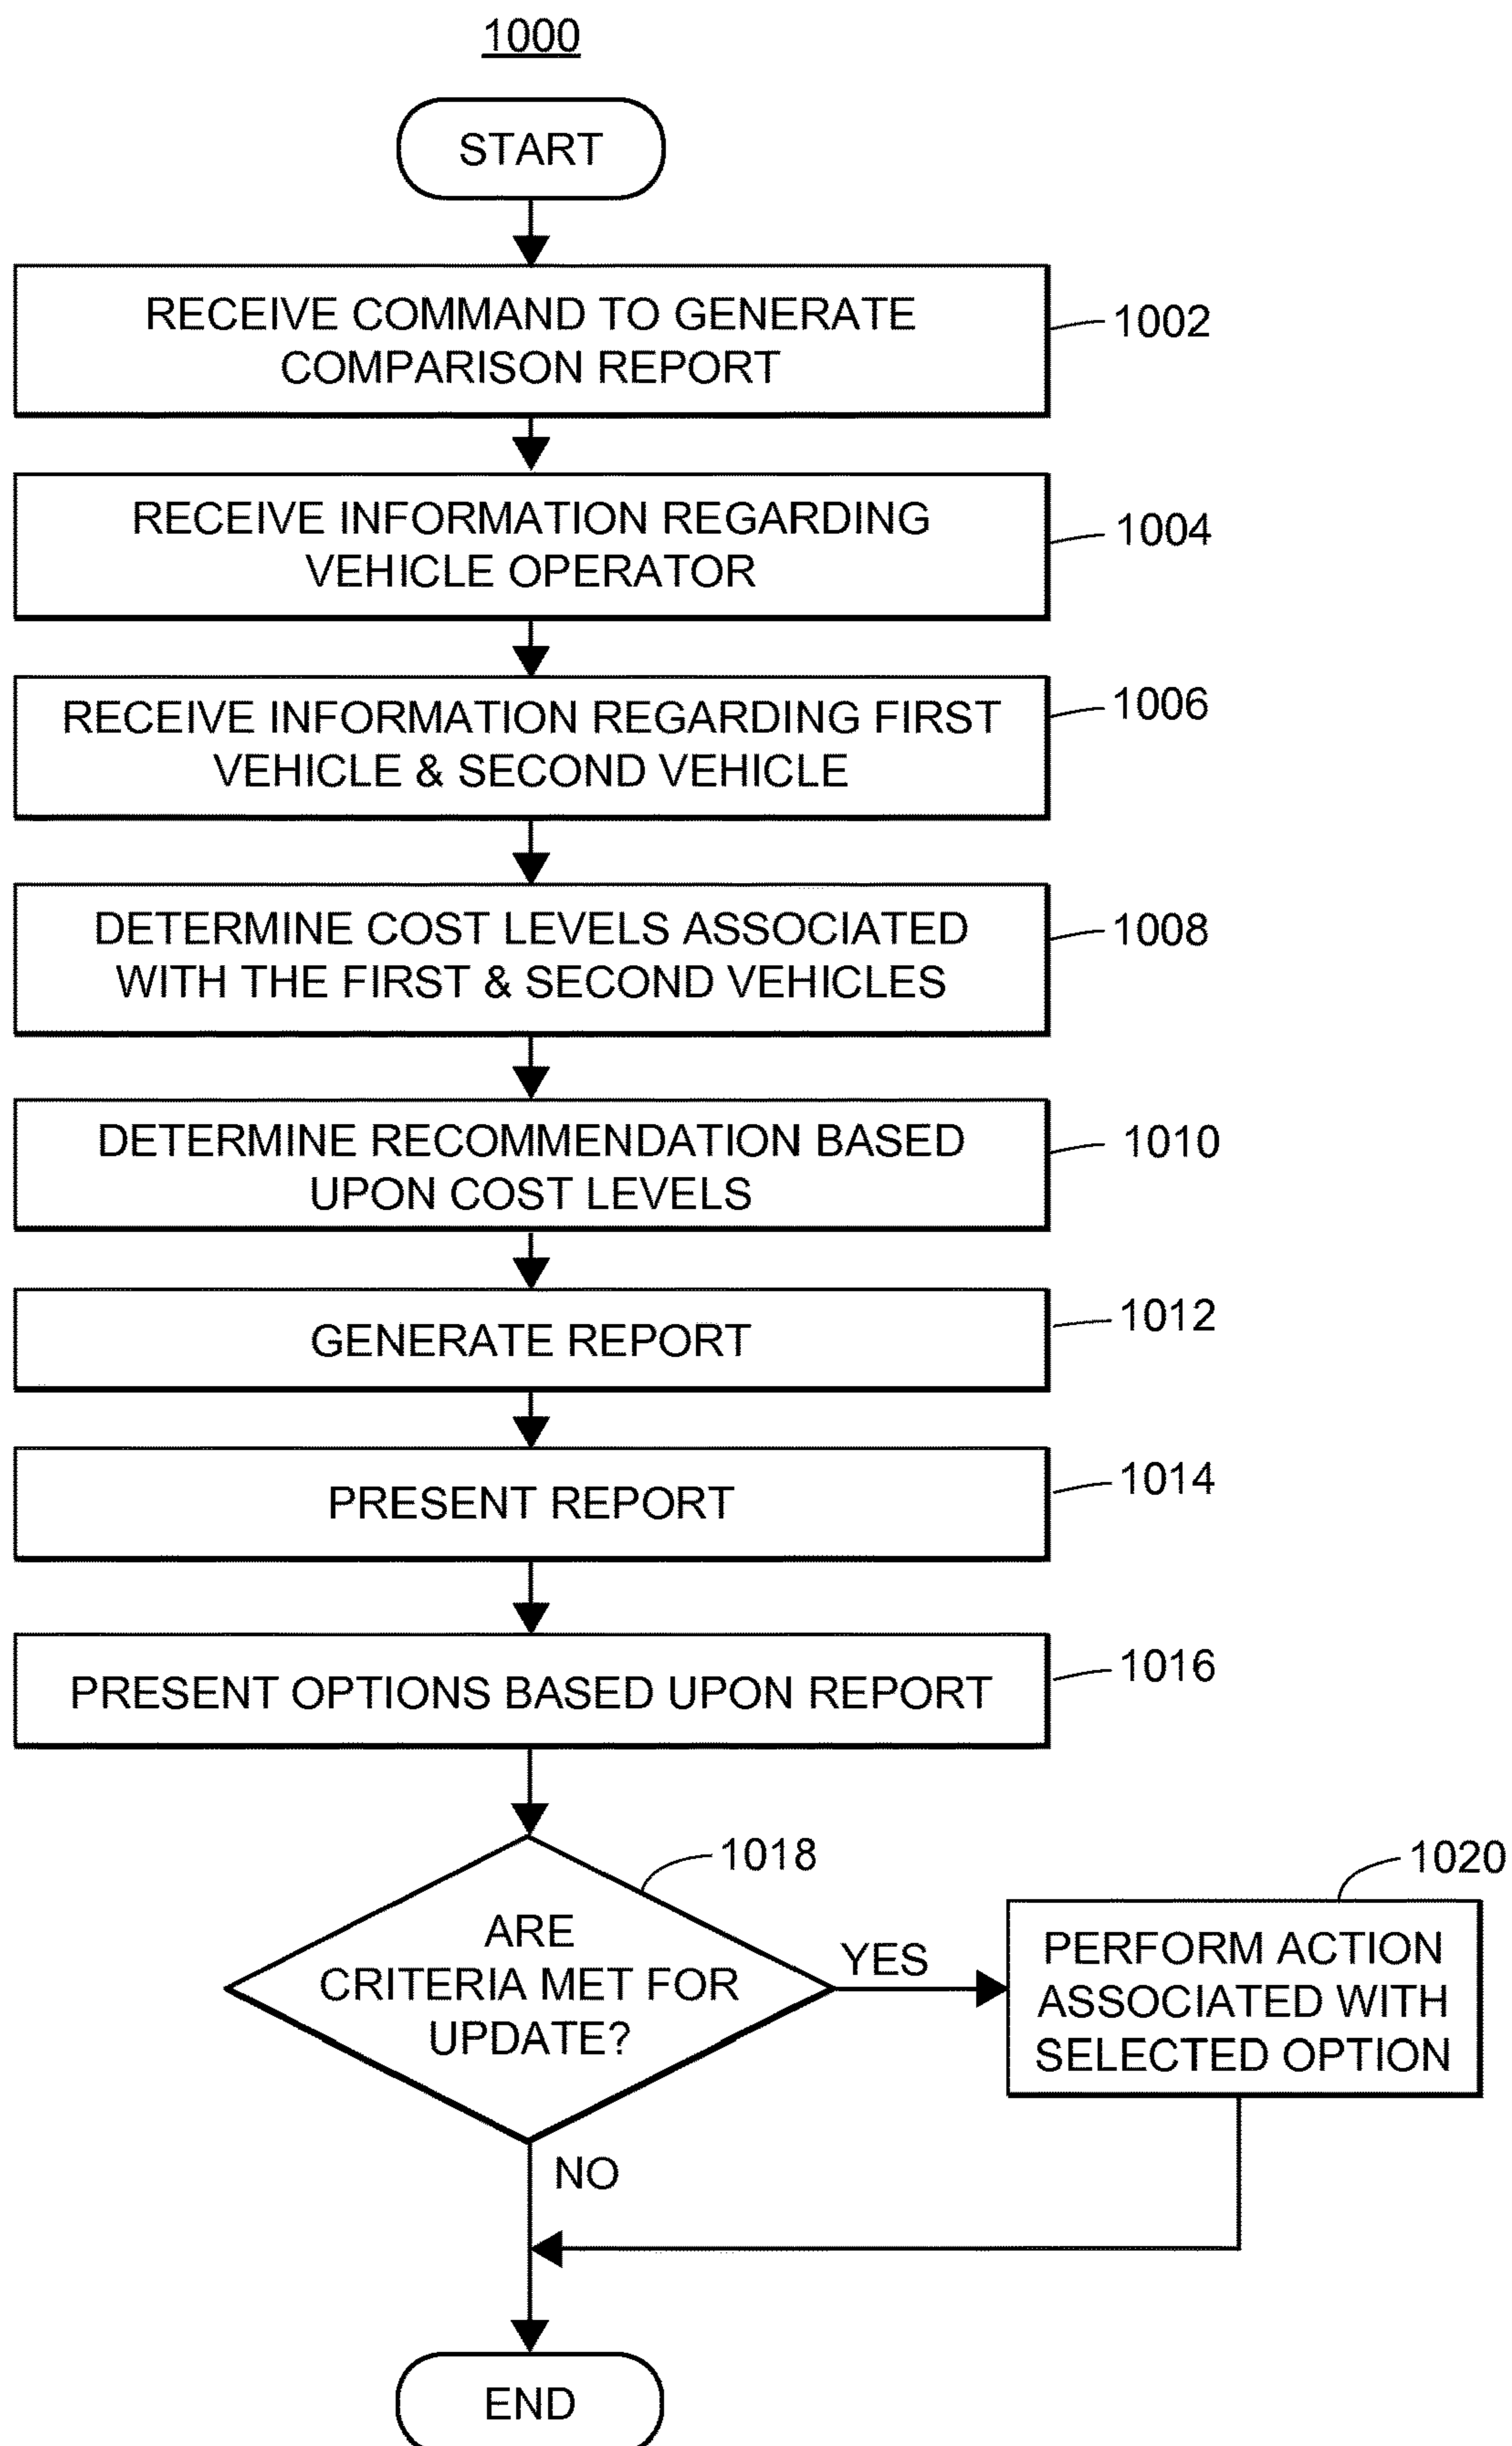 1000
START
RECEIVE COMMAND TO GENERATE
COMPARISON REPORT
1002
RECEIVE INFORMATION REGARDING
VEHICLE OPERATOR
1004
RECEIVE INFORMATION REGARDING FIRST
VEHICLE & SECOND VEHICLE
1006
DETERMINE COST LEVELS ASSOCIATED
WITH THE FIRST & SECOND VEHICLES
1008
DETERMINE RECOMMENDATION BASED
UPON COST LEVELS
1010
GENERATE REPORT
1012
PRESENT REPORT
1014
PRESENT OPTIONS BASED UPON REPORT
1016
ARE
CRITERIA MET FOR
UPDATE?
1018
YES
PERFORM ACTION
ASSOCIATED WITH
SELECTED OPTION
1020
NO
END